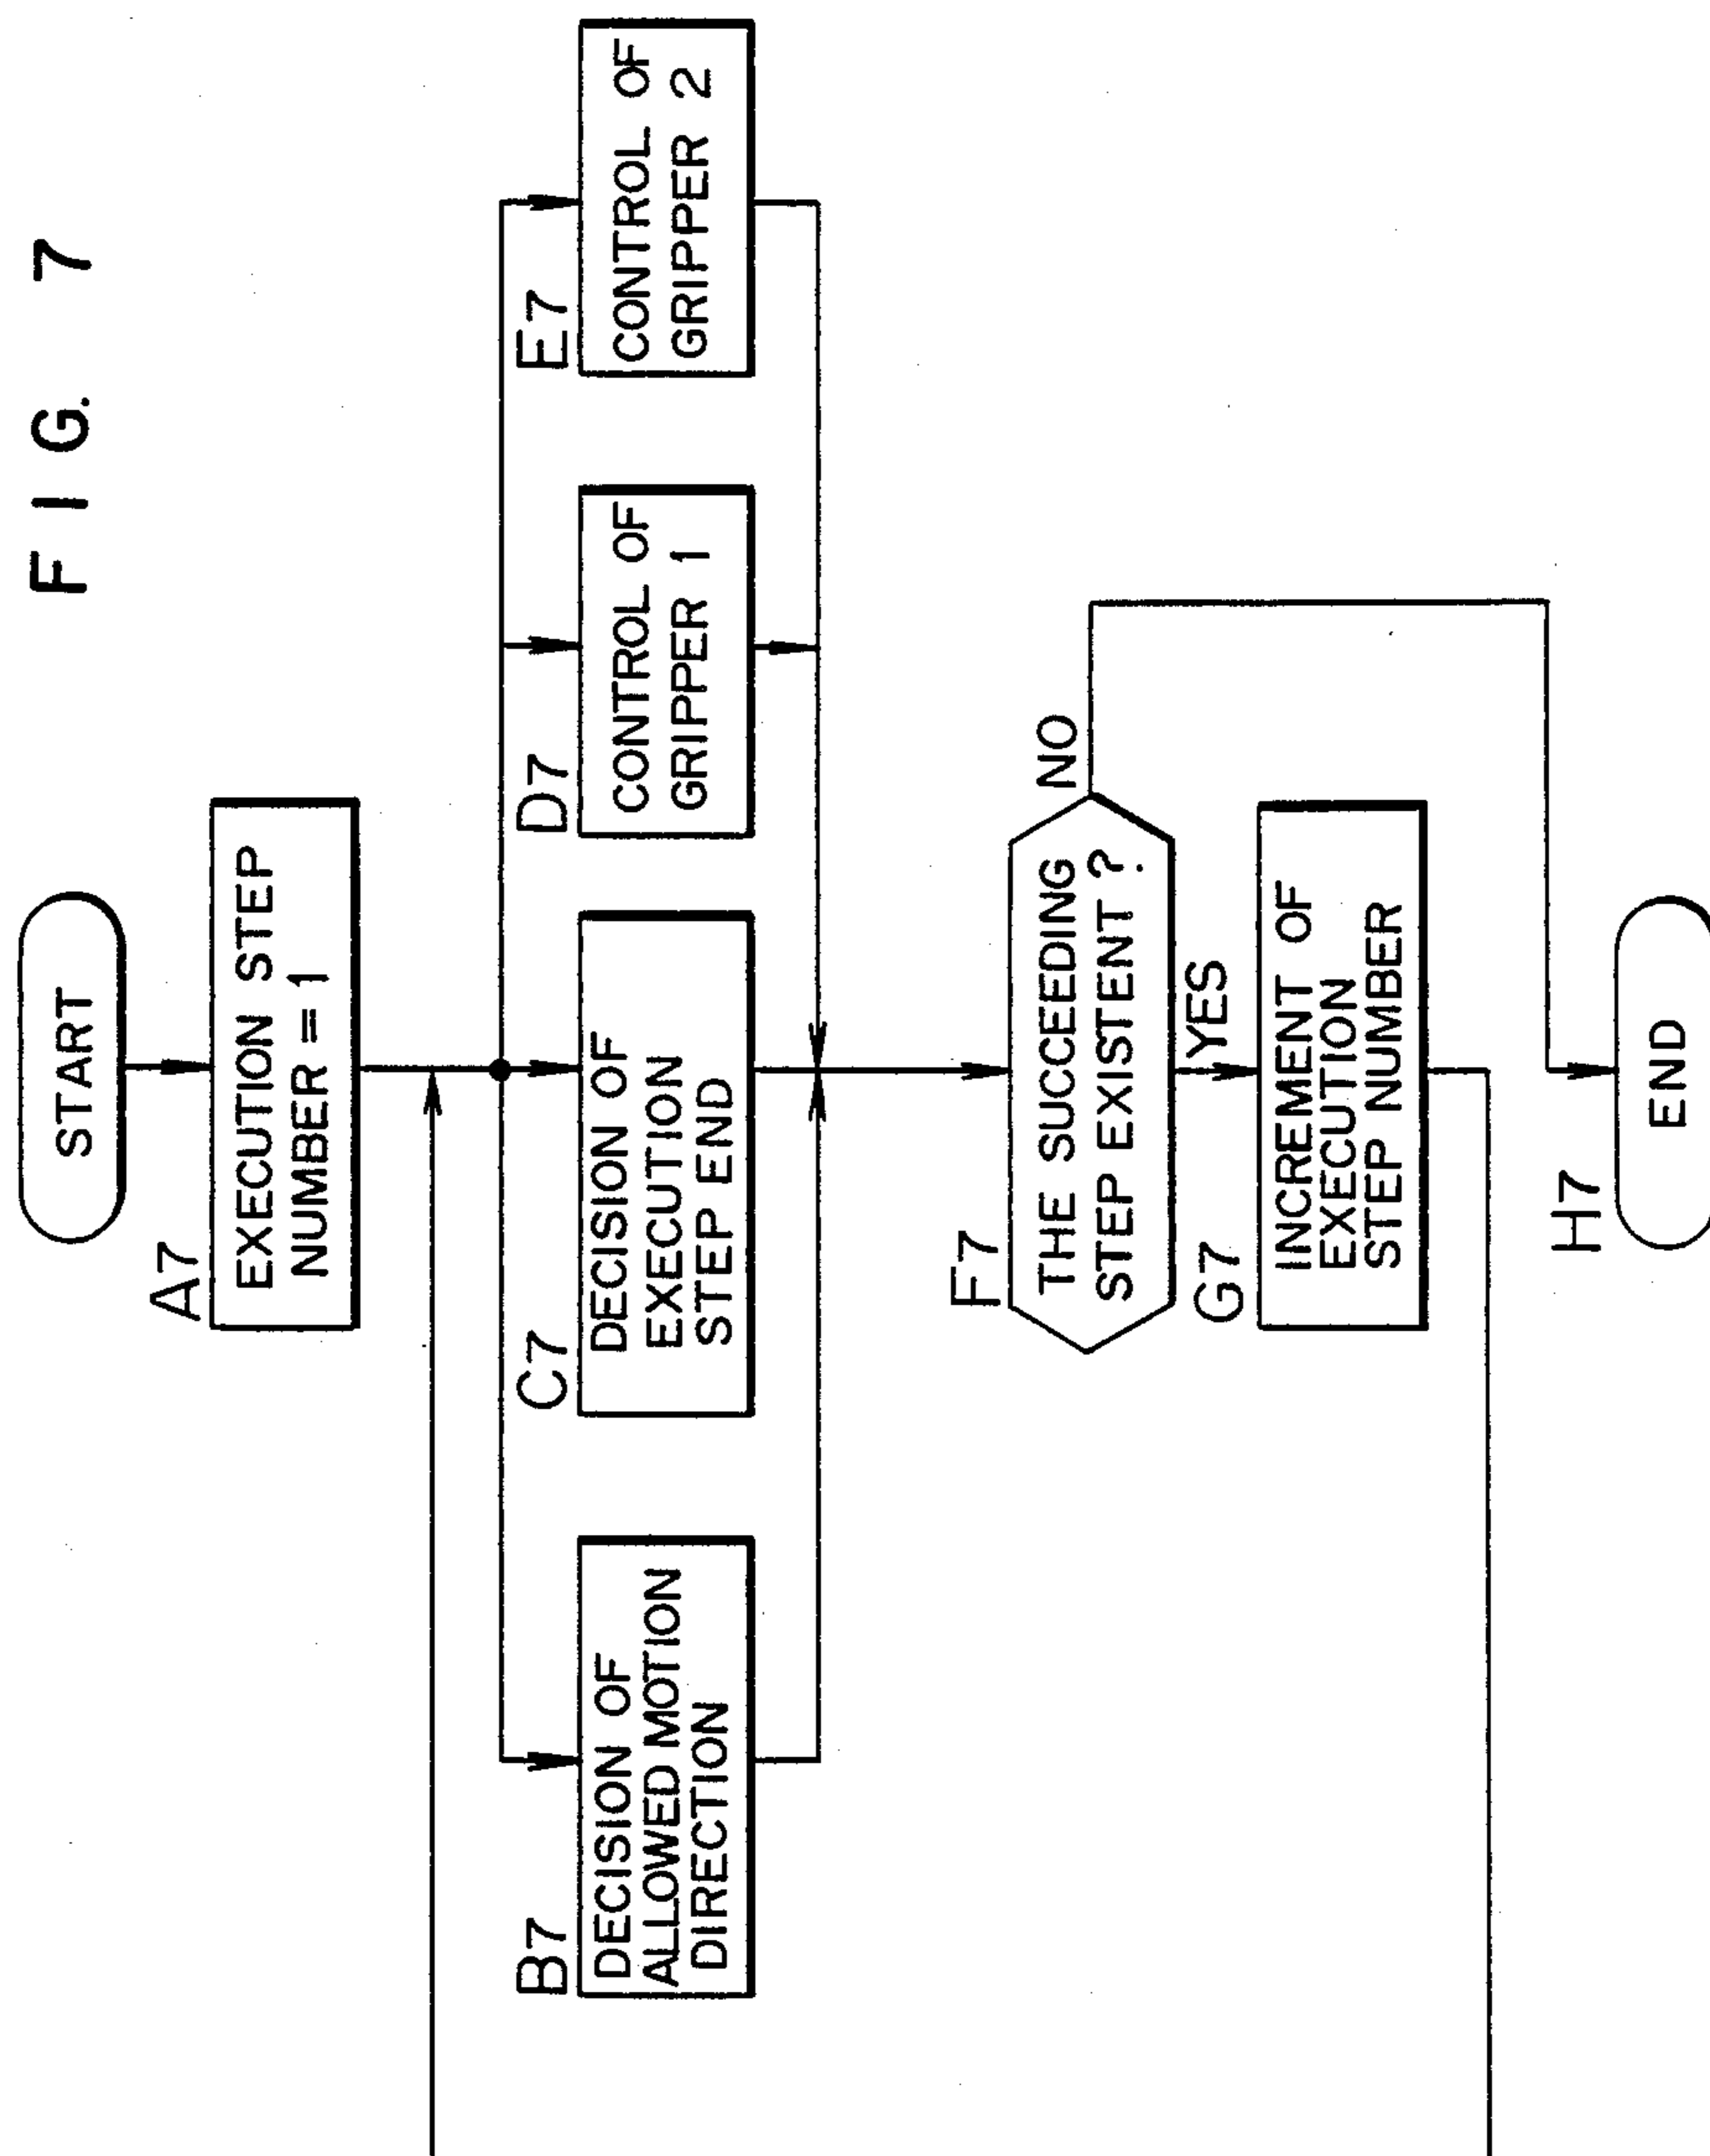 FIG. 7
START
A7
EXECUTION STEP
NUMBER = 1
B7
DECISION OF
ALLOWED MOTION
DIRECTION
C7
DECISION OF
EXECUTION
STEP END
D7
CONTROL OF
GRIPPER 1
E7
CONTROL OF
GRIPPER 2
F7
THE SUCCEEDING
STEP EXISTENT ?
NO
YES
G7
INCREMENT OF
EXECUTION
STEP NUMBER
H7
END